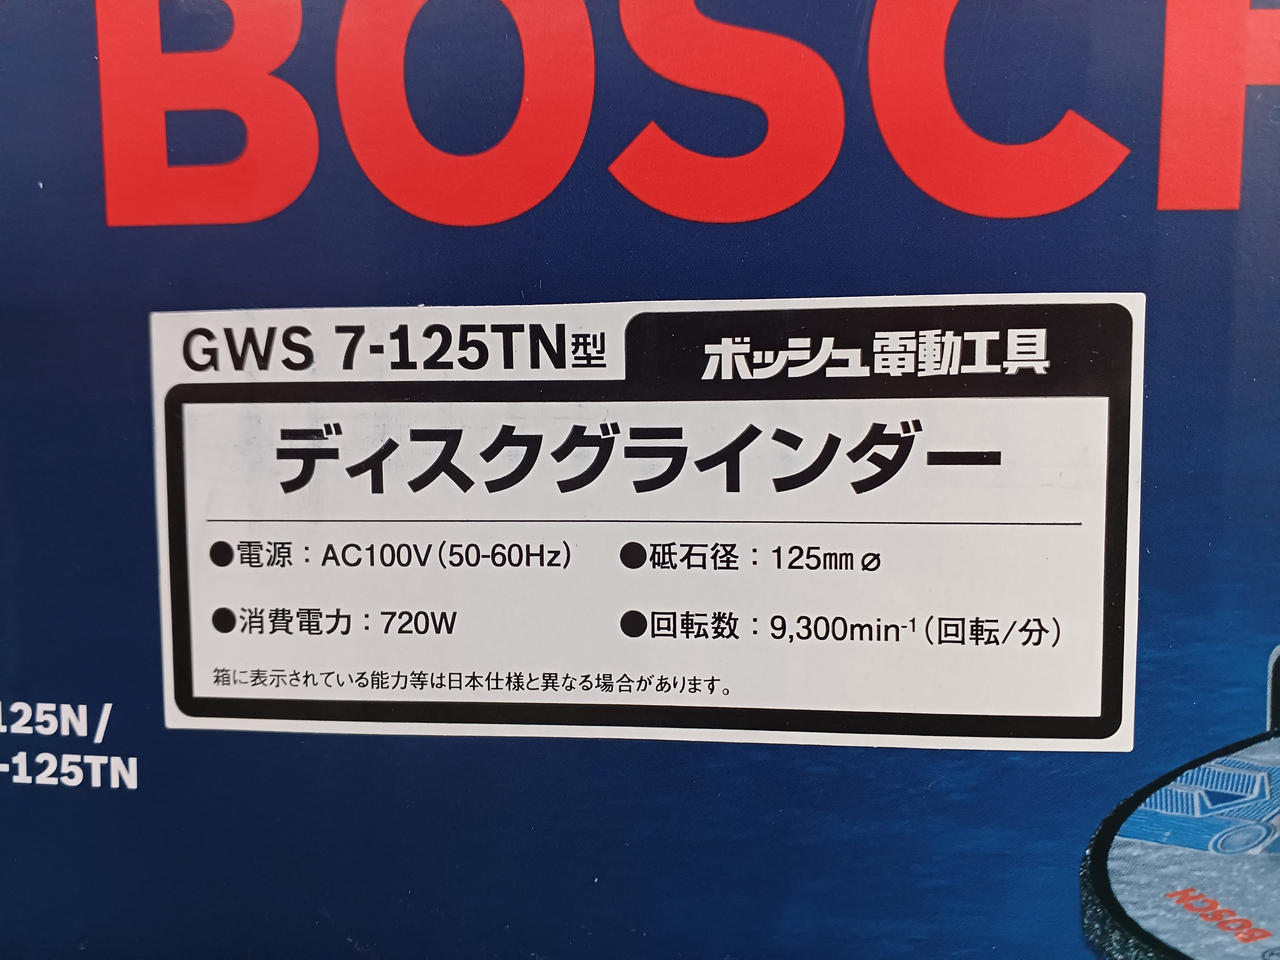 BOSCH
GWS 7-125TN型
ボッシュ電動工具
ディスクグラインダー
●電源：AC100V（50-60Hz）
●砥石径：125mm ø
●消費電力：720W
●回転数：9,300min⁻¹（回転/分）
箱に表示されている能力等は日本仕様と異なる場合があります。
125N/
-125TN
BOSCH